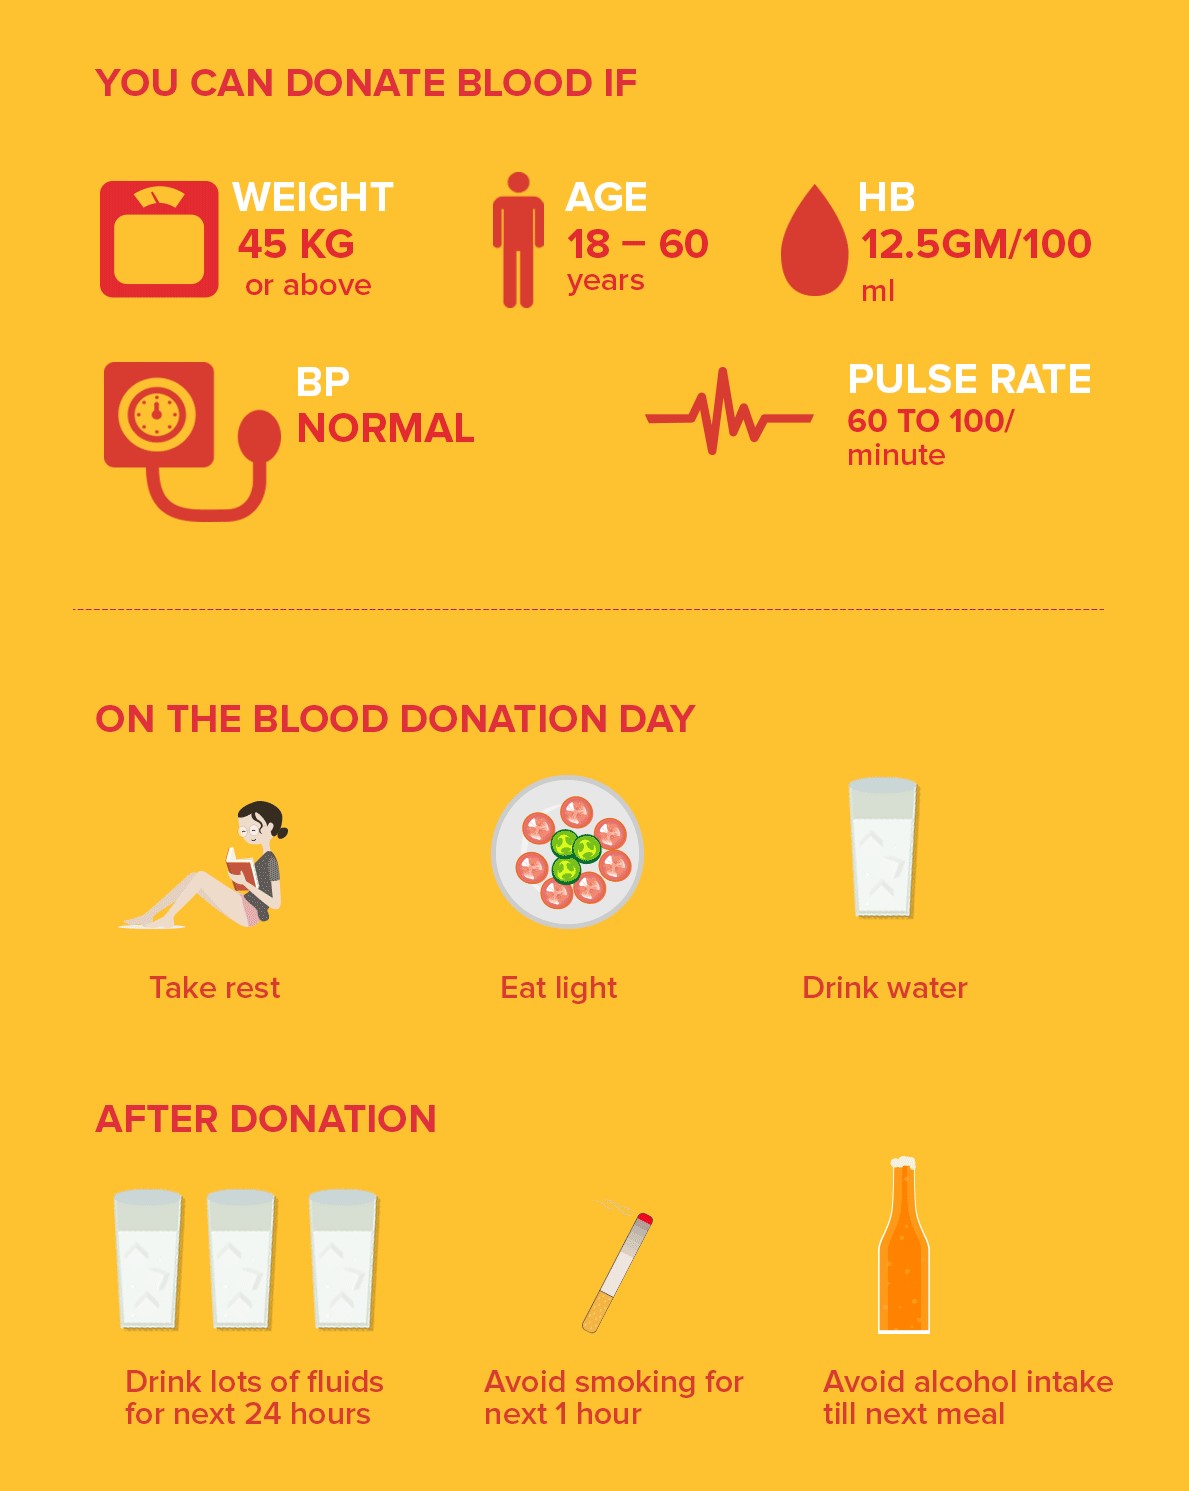 YOU CAN DONATE BLOOD IF
WEIGHT
45 KG
or above
AGE
18 – 60
years
HB
12.5GM/100
ml
BP
NORMAL
PULSE RATE
60 TO 100/
minute
ON THE BLOOD DONATION DAY
Take rest
Eat light
Drink water
AFTER DONATION
Drink lots of fluids
for next 24 hours
Avoid smoking for
next 1 hour
Avoid alcohol intake
till next meal